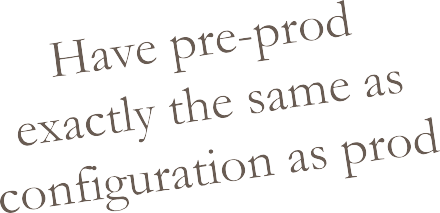 Have pre-prod
exactly the same as
configuration as prod